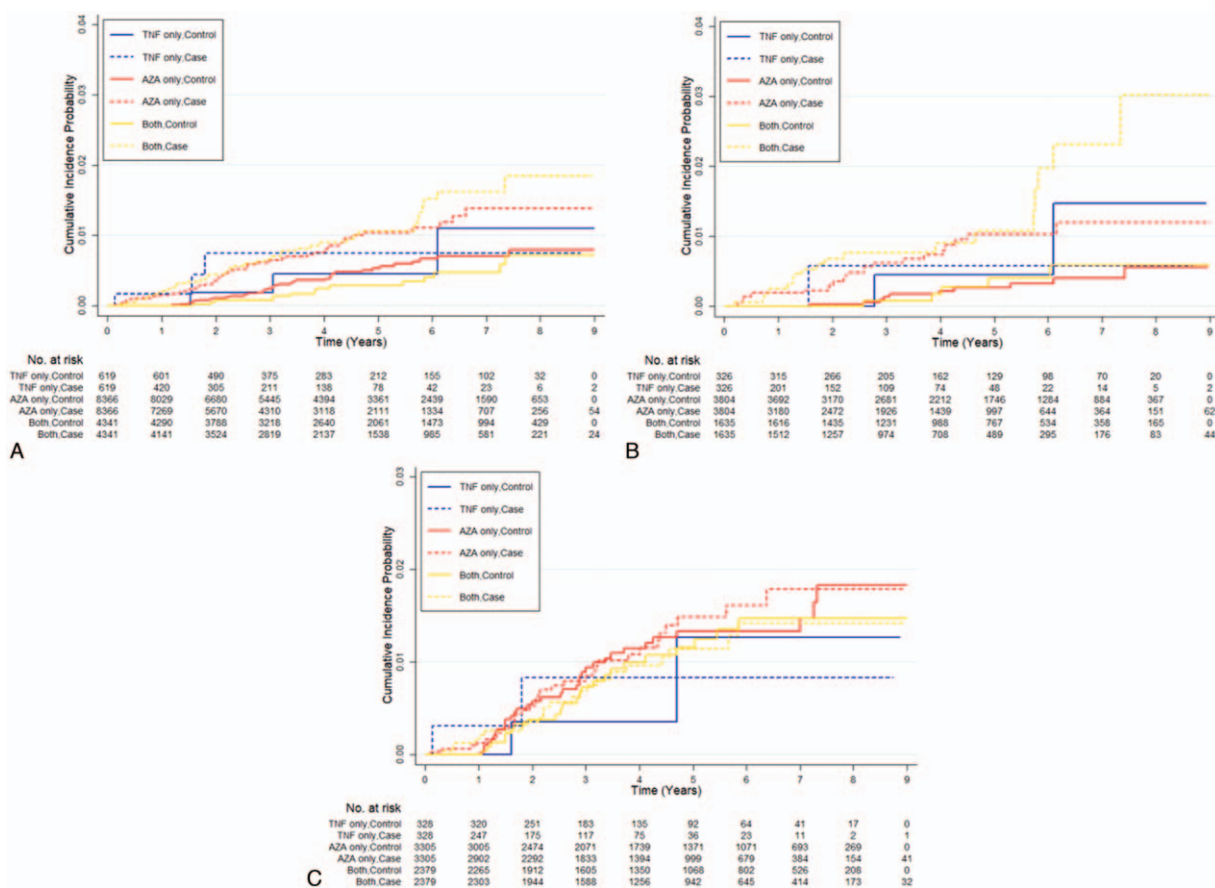 0.04
0.03
0.02
0.01
0.00
Cumulative Incidence Probability
TNF only,Control
TNF only,Case
AZA only,Control
AZA only,Case
Both,Control
Both,Case
0 1 2 3 4 5 6 7 8 9
Time (Years)
No. at risk
TNF only,Control 619 601 490 375 283 212 155 102 32 0
TNF only,Case 619 420 305 211 138 78 42 23 6 2
AZA only,Control 8366 8029 6680 5445 4394 3361 2439 1590 653 0
AZA only,Case 8366 7269 5670 4310 3118 2111 1334 707 256 54
Both,Control 4341 4290 3788 3218 2640 2061 1473 994 429 0
Both,Case 4341 4141 3524 2819 2137 1538 985 581 221 24
A
0.04
0.03
0.02
0.01
0.00
Cumulative Incidence Probability
TNF only,Control
TNF only,Case
AZA only,Control
AZA only,Case
Both,Control
Both,Case
0 1 2 3 4 5 6 7 8 9
Time (Years)
No. at risk
TNF only,Control 326 315 266 205 162 129 98 70 20 0
TNF only,Case 326 201 152 109 74 48 22 14 5 2
AZA only,Control 3804 3692 3170 2681 2212 1746 1284 884 367 0
AZA only,Case 3804 3180 2472 1926 1439 997 644 364 151 62
Both,Control 1635 1616 1435 1231 988 767 534 358 165 0
Both,Case 1635 1512 1257 974 708 489 295 176 83 44
B
0.03
0.02
0.01
0.00
Cumulative Incidence Probability
TNF only,Control
TNF only,Case
AZA only,Control
AZA only,Case
Both,Control
Both,Case
0 1 2 3 4 5 6 7 8 9
Time (Years)
No. at risk
TNF only,Control 328 320 251 183 135 92 64 41 17 0
TNF only,Case 328 247 175 117 75 36 23 11 2 1
AZA only,Control 3305 3005 2474 2071 1739 1371 1071 693 269 0
AZA only,Case 3305 2902 2292 1833 1394 999 679 384 154 41
Both,Control 2379 2265 1912 1605 1350 1068 802 526 208 0
Both,Case 2379 2303 1944 1588 1256 942 645 414 173 32
C